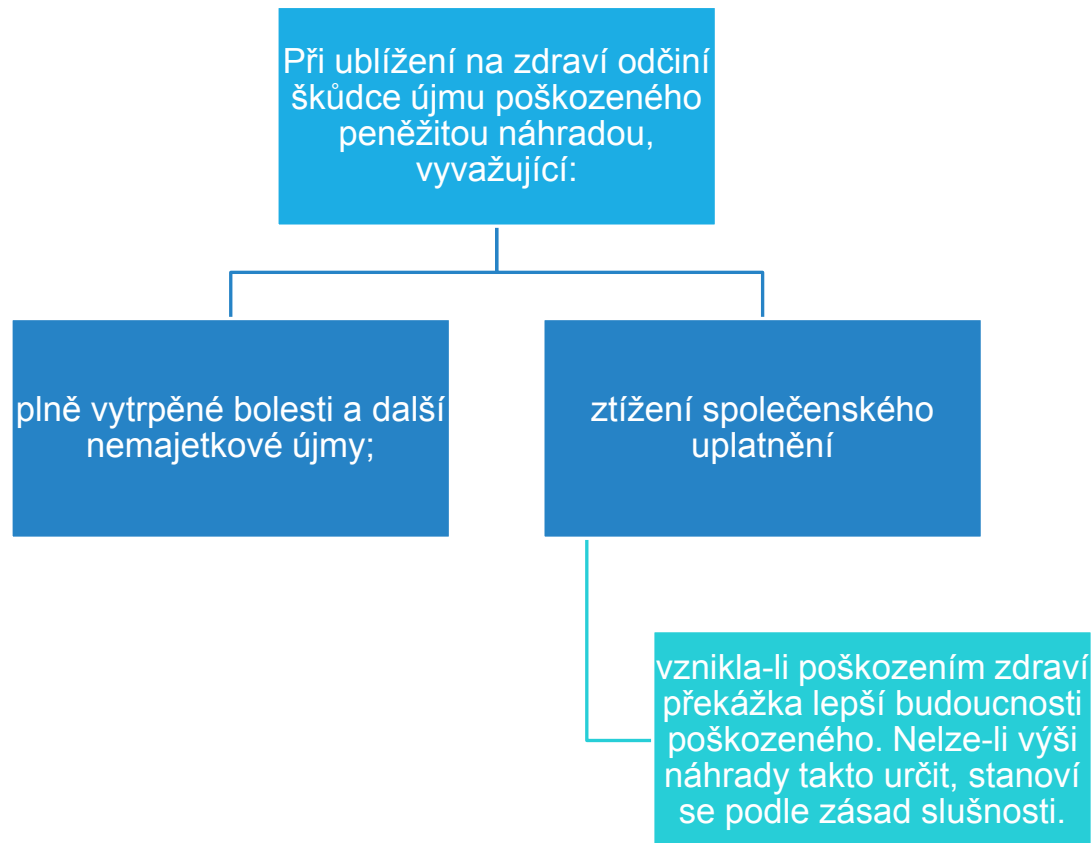 Při ublížení na zdraví odčiní
škůdce újmu poškozeného
peněžitou náhradou,
vyvažující:
plně vytrpěné bolesti a další
nemajetkové újmy;
ztížení společenského
uplatnění
vznikla-li poškozením zdraví
překážka lepší budoucnosti
poškozeného. Nelze-li výši
náhrady takto určit, stanoví
se podle zásad slušnosti.